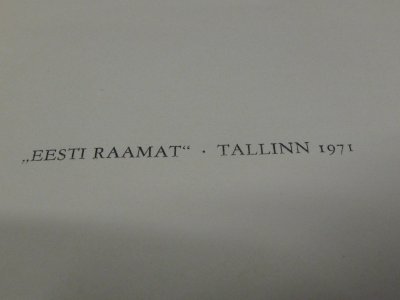 „EESTI RAAMAT“ · TALLINN 1971